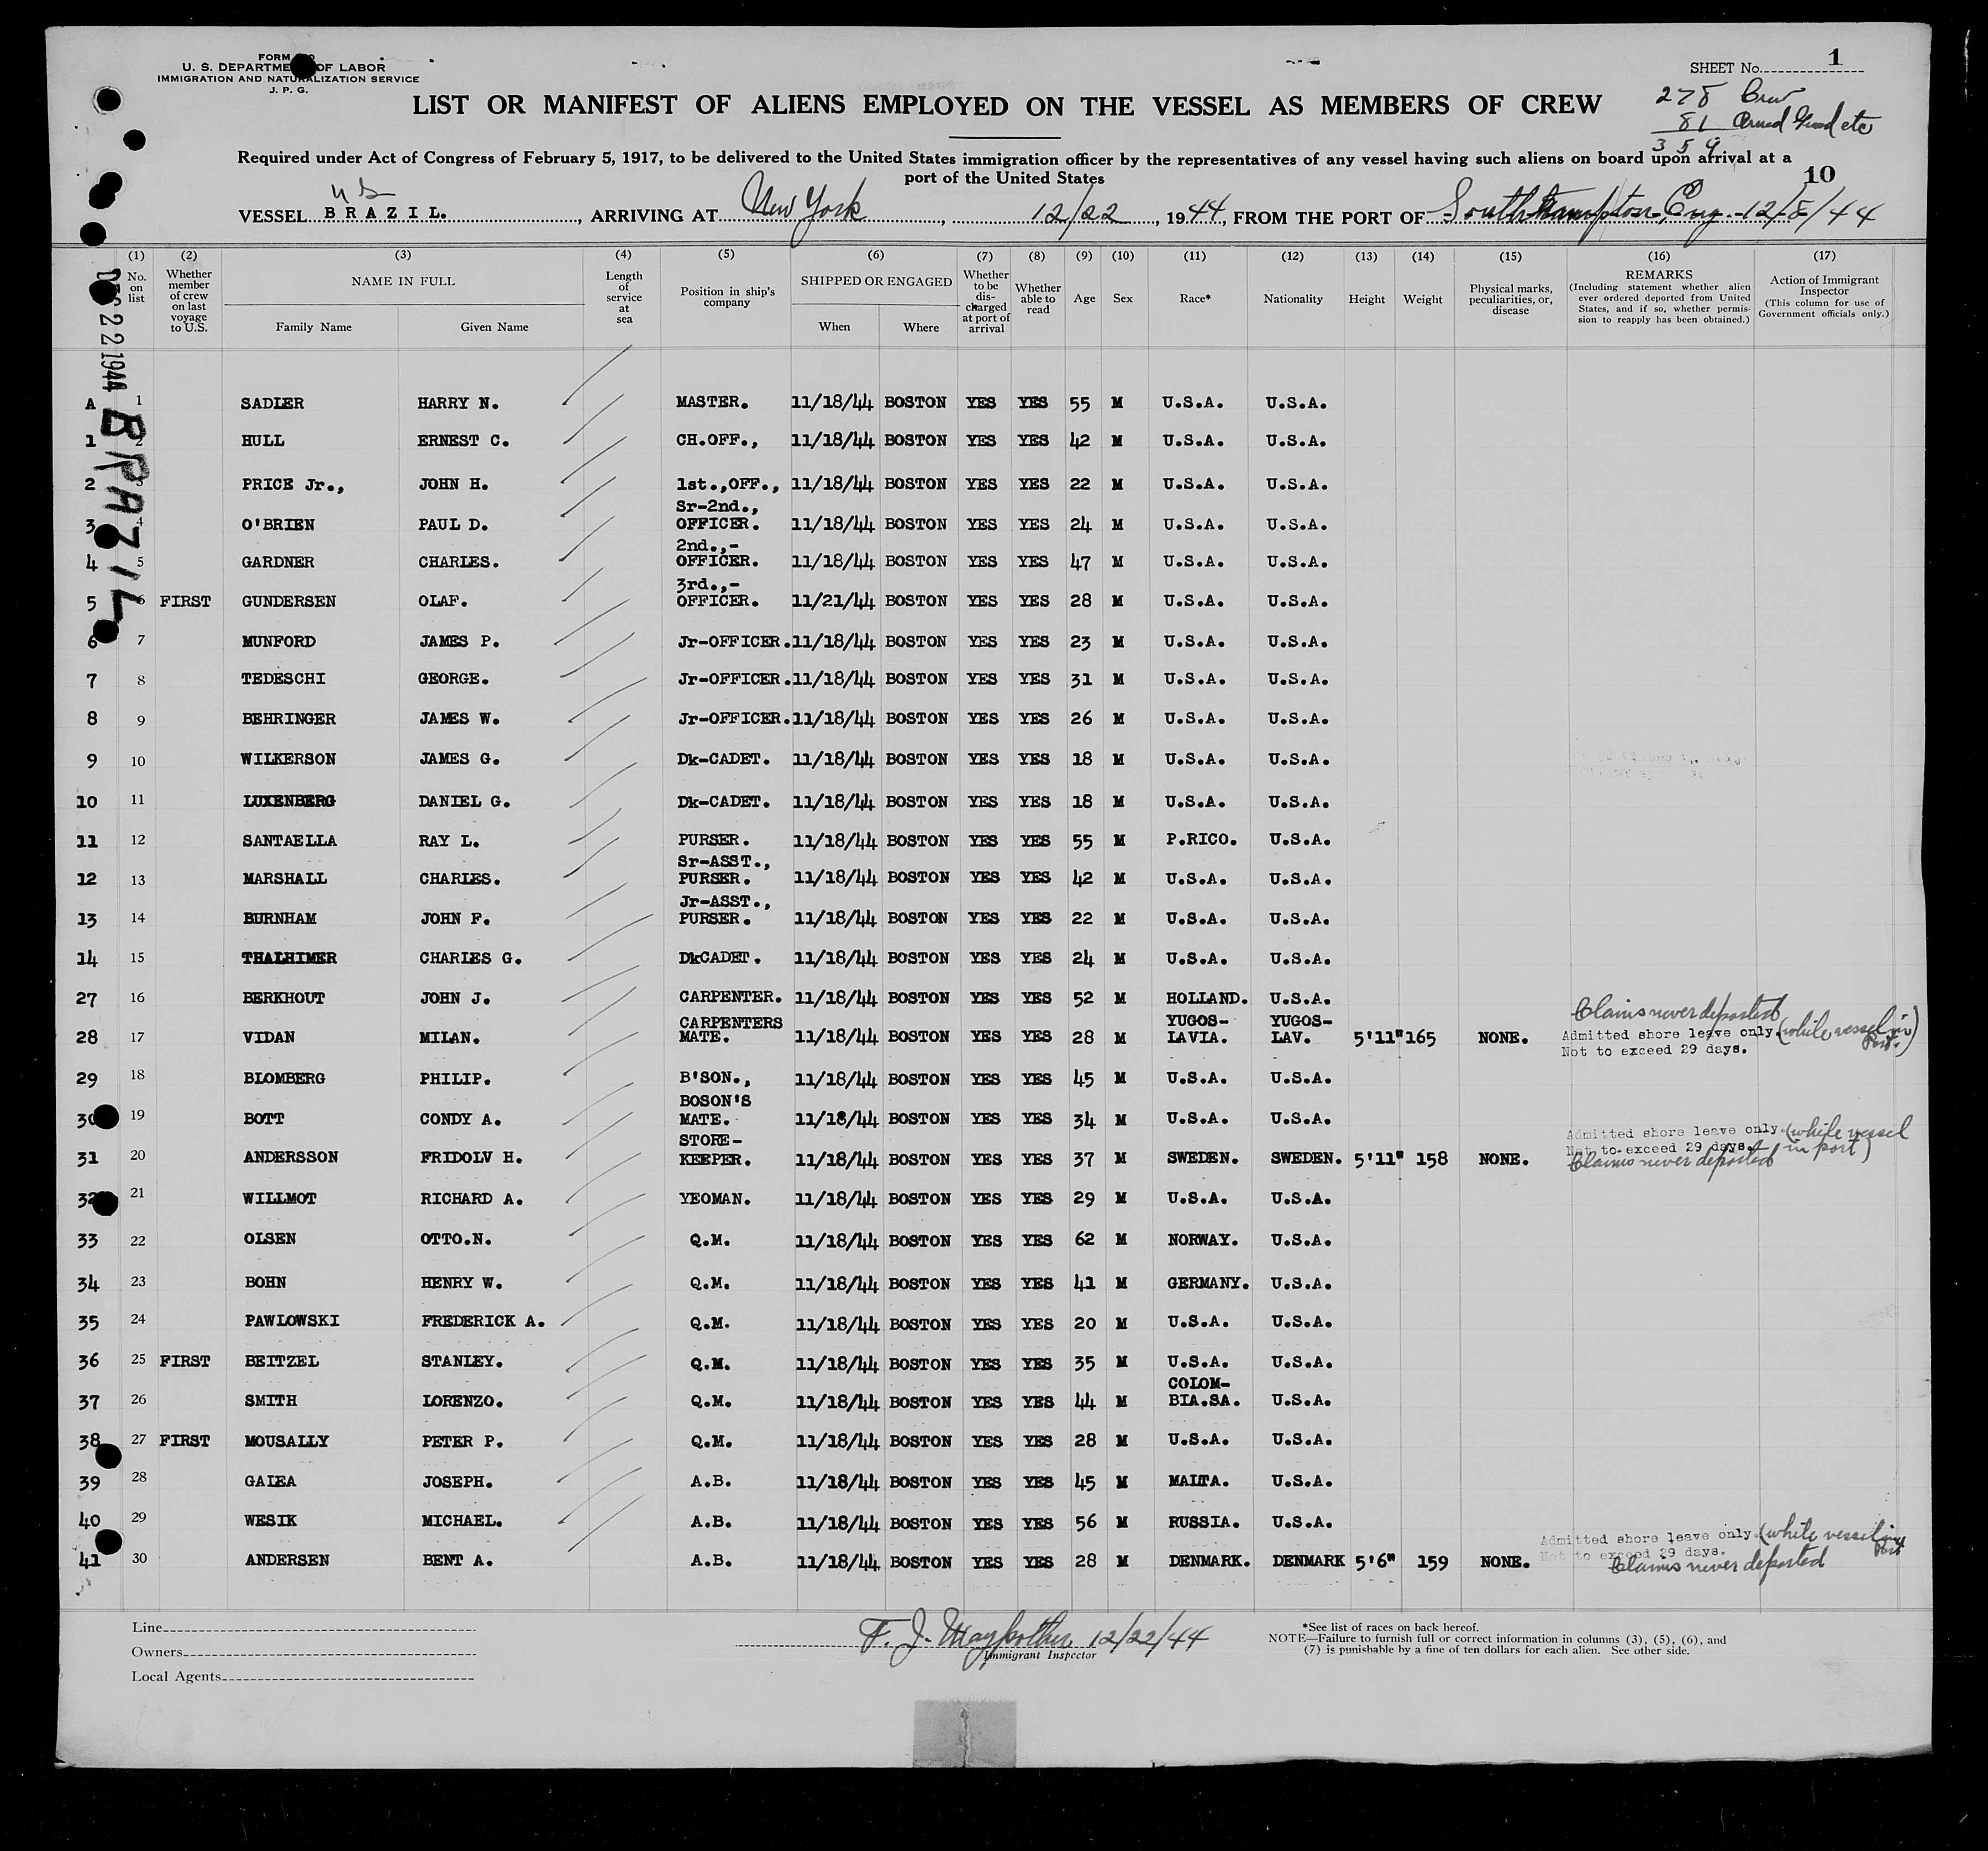 FORM
U. S. DEPARTMENT OF LABOR
IMMIGRATION AND NATURALIZATION SERVICE
J. P. G.
SHEET No. 1
LIST OR MANIFEST OF ALIENS EMPLOYED ON THE VESSEL AS MEMBERS OF CREW
278 Crew
81 Armed Guard etc
359
Required under Act of Congress of February 5, 1917, to be delivered to the United States immigration officer by the representatives of any vessel having such aliens on board upon arrival at a
port of the United States
10
US
VESSEL BRAZIL., ARRIVING AT New York, 12/22, 1944, FROM THE PORT OF Southampton, Eng. 12/8/44
(1) (2) (3) (4) (5) (6) (7) (8) (9) (10) (11) (12) (13) (14) (15) (16) (17)
No. on list
Whether member of crew on last voyage to U.S.
NAME IN FULL
Family Name Given Name
Length of service at sea
Position in ship's company
SHIPPED OR ENGAGED
When Where
Whether to be discharged at port of arrival
Whether able to read
Age
Sex
Race*
Nationality
Height
Weight
Physical marks, peculiarities, or, disease
REMARKS
(Including statement whether alien ever ordered deported from United States, and if so, whether permission to reapply has been obtained.)
Action of Immigrant Inspector
(This column for use of Government officials only.)
DEC 22 1944
BRAZIL
A 1 SADLER HARRY N. MASTER. 11/18/44 BOSTON YES YES 55 M U.S.A. U.S.A.
1 2 HULL ERNEST C. CH.OFF., 11/18/44 BOSTON YES YES 42 M U.S.A. U.S.A.
2 3 PRICE Jr., JOHN H. 1st.,OFF., 11/18/44 BOSTON YES YES 22 M U.S.A. U.S.A.
3 4 O'BRIEN PAUL D. Sr-2nd., OFFICER. 11/18/44 BOSTON YES YES 24 M U.S.A. U.S.A.
4 5 GARDNER CHARLES. 2nd.,- OFFICER. 11/18/44 BOSTON YES YES 47 M U.S.A. U.S.A.
5 6 FIRST GUNDERSEN OLAF. 3rd.,- OFFICER. 11/21/44 BOSTON YES YES 28 M U.S.A. U.S.A.
6 7 MUNFORD JAMES P. Jr-OFFICER. 11/18/44 BOSTON YES YES 23 M U.S.A. U.S.A.
7 8 TEDESCHI GEORGE. Jr-OFFICER. 11/18/44 BOSTON YES YES 31 M U.S.A. U.S.A.
8 9 BEHRINGER JAMES W. Jr-OFFICER. 11/18/44 BOSTON YES YES 26 M U.S.A. U.S.A.
9 10 WILKERSON JAMES G. Dk-CADET. 11/18/44 BOSTON YES YES 18 M U.S.A. U.S.A.
10 11 LUXENBERG DANIEL G. Dk-CADET. 11/18/44 BOSTON YES YES 18 M U.S.A. U.S.A.
11 12 SANTAELLA RAY L. PURSER. 11/18/44 BOSTON YES YES 55 M P.RICO. U.S.A.
12 13 MARSHALL CHARLES. Sr-ASST., PURSER. 11/18/44 BOSTON YES YES 42 M U.S.A. U.S.A.
13 14 BURNHAM JOHN F. Jr-ASST., PURSER. 11/18/44 BOSTON YES YES 22 M U.S.A. U.S.A.
14 15 THALHIMER CHARLES G. DkCADET. 11/18/44 BOSTON YES YES 24 M U.S.A. U.S.A.
27 16 BERKHOUT JOHN J. CARPENTER. 11/18/44 BOSTON YES YES 52 M HOLLAND. U.S.A.
28 17 VIDAN MILAN. CARPENTERS MATE. 11/18/44 BOSTON YES YES 28 M YUGOS-LAVIA. YUGOS-LAV. 5'11" 165 NONE. Claims never deported Admitted shore leave only. (while vessel in Port.) Not to exceed 29 days.
29 18 BLOMBERG PHILIP. B'SON., 11/18/44 BOSTON YES YES 45 M U.S.A. U.S.A.
30 19 BOTT CONDY A. BOSON'S MATE. 11/18/44 BOSTON YES YES 34 M U.S.A. U.S.A.
31 20 ANDERSSON FRIDOLV H. STORE-KEEPER. 11/18/44 BOSTON YES YES 37 M SWEDEN. SWEDEN. 5'11" 158 NONE. Admitted shore leave only. (while vessel in port) Not to exceed 29 days. Claims never deported
32 21 WILLMOT RICHARD A. YEOMAN. 11/18/44 BOSTON YES YES 29 M U.S.A. U.S.A.
33 22 OLSEN OTTO.N. Q.M. 11/18/44 BOSTON YES YES 62 M NORWAY. U.S.A.
34 23 BOHN HENRY W. Q.M. 11/18/44 BOSTON YES YES 41 M GERMANY. U.S.A.
35 24 PAWLOWSKI FREDERICK A. Q.M. 11/18/44 BOSTON YES YES 20 M U.S.A. U.S.A.
36 25 FIRST BEITZEL STANLEY. Q.M. 11/18/44 BOSTON YES YES 35 M U.S.A. U.S.A.
37 26 SMITH LORENZO. Q.M. 11/18/44 BOSTON YES YES 44 M COLOM-BIA.SA. U.S.A.
38 27 FIRST MOUSALLY PETER P. Q.M. 11/18/44 BOSTON YES YES 28 M U.S.A. U.S.A.
39 28 GALEA JOSEPH. A.B. 11/18/44 BOSTON YES YES 45 M MALTA. U.S.A.
40 29 WESIK MICHAEL. A.B. 11/18/44 BOSTON YES YES 56 M RUSSIA. U.S.A.
41 30 ANDERSEN BENT A. A.B. 11/18/44 BOSTON YES YES 28 M DENMARK. DENMARK 5'6" 159 NONE. Admitted shore leave only. (while vessel in Port Not to exceed 29 days. Claims never deported
Line
Owners
Local Agents
F. J. Maypother 12/22/44
Immigrant Inspector
*See list of races on back hereof.
NOTE—Failure to furnish full or correct information in columns (3), (5), (6), and
(7) is punishable by a fine of ten dollars for each alien. See other side.